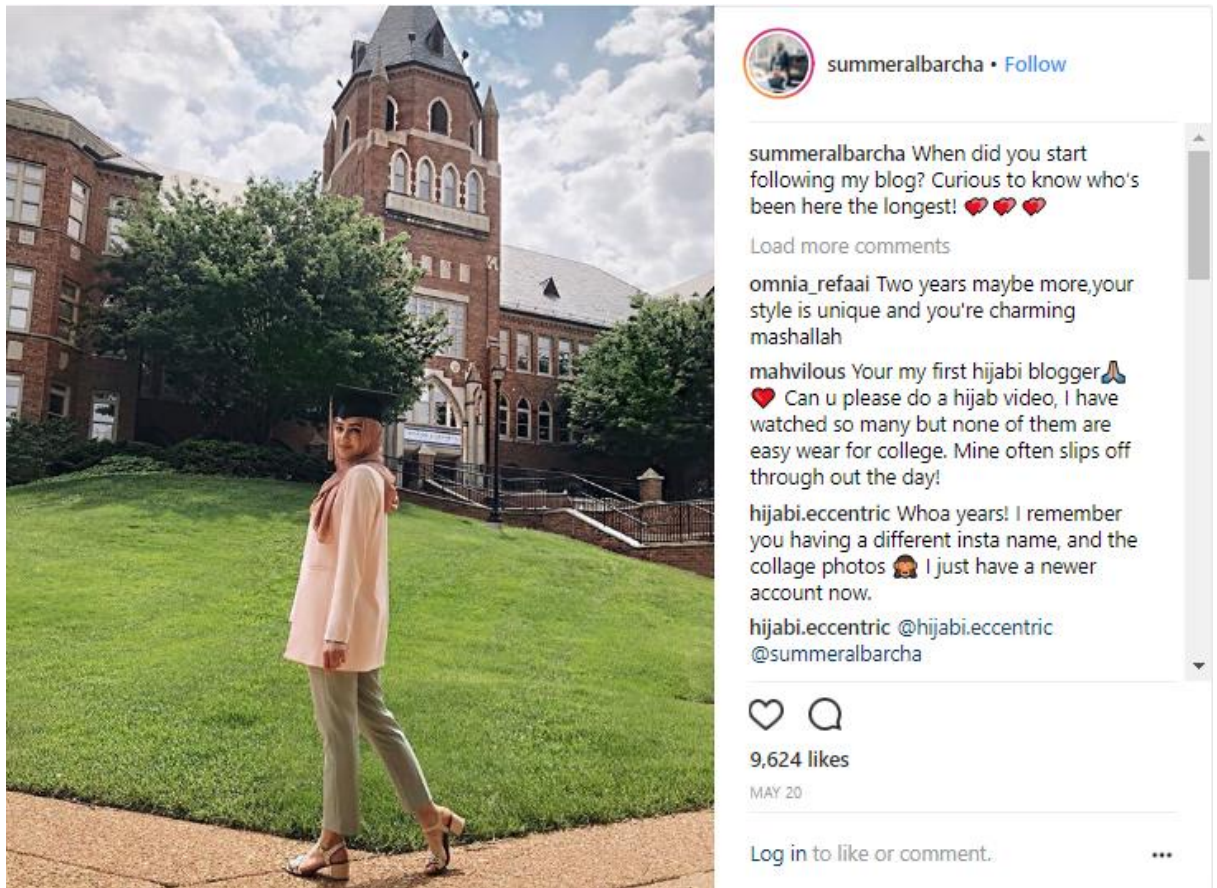 summeralbarcha • Follow
summeralbarcha When did you start
following my blog? Curious to know who's
been here the longest! 💕 💕 💕
Load more comments
omnia_refaai Two years maybe more,your
style is unique and you're charming
mashallah
mahvilous Your my first hijabi blogger🙏
❤️ Can u please do a hijab video, I have
watched so many but none of them are
easy wear for college. Mine often slips off
through out the day!
hijabi.eccentric Whoa years! I remember
you having a different insta name, and the
collage photos 🙈 I just have a newer
account now.
hijabi.eccentric @hijabi.eccentric
@summeralbarcha
9,624 likes
MAY 20
Log in to like or comment.